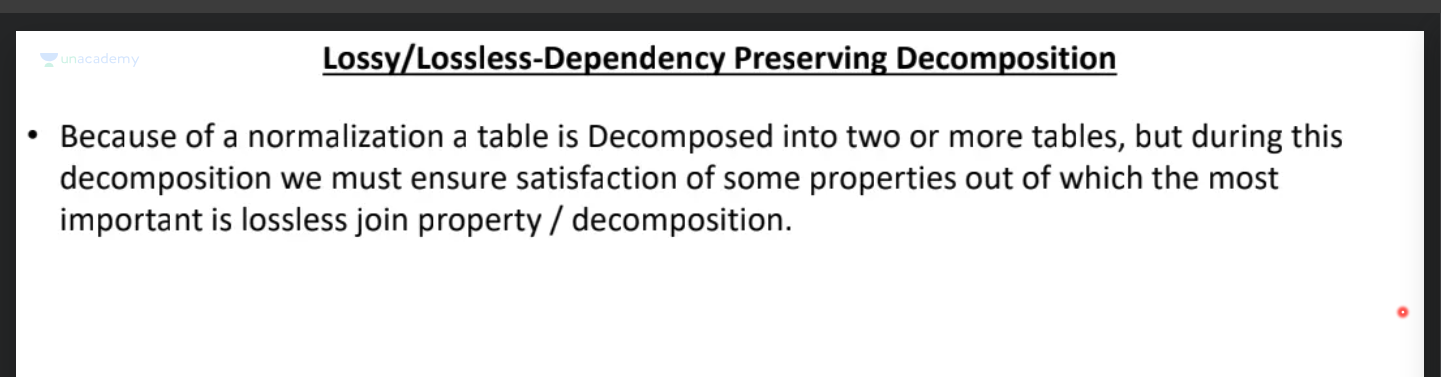 unacademy
Lossy/Lossless-Dependency Preserving Decomposition
• Because of a normalization a table is Decomposed into two or more tables, but during this
decomposition we must ensure satisfaction of some properties out of which the most
important is lossless join property / decomposition.